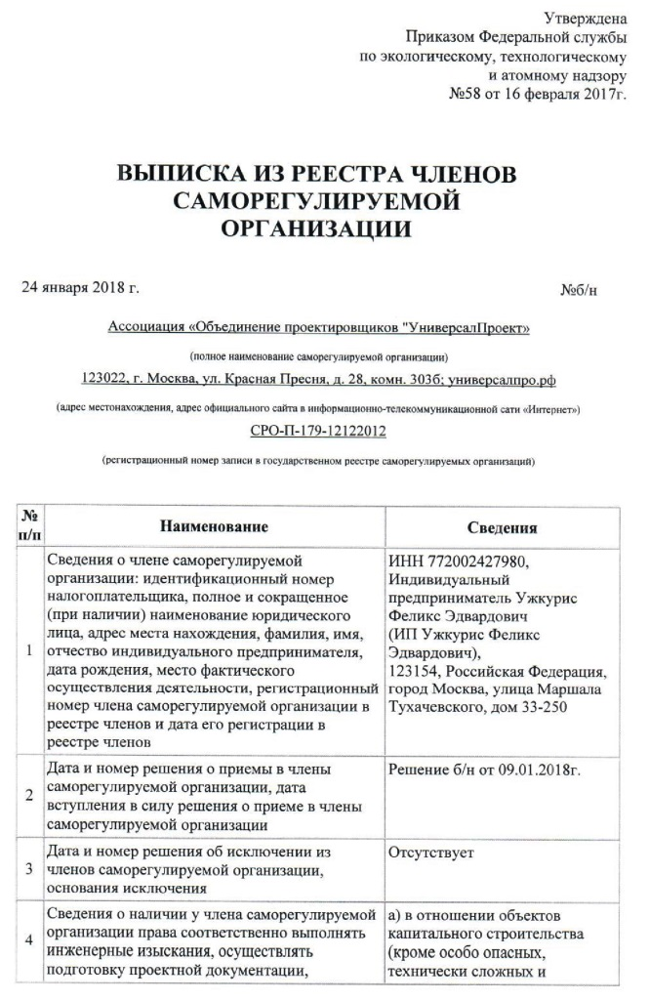 Утверждена
Приказом Федеральной службы
по экологическому, технологическому
и атомному надзору
№58 от 16 февраля 2017г.
ВЫПИСКА ИЗ РЕЕСТРА ЧЛЕНОВ
САМОРЕГУЛИРУЕМОЙ
ОРГАНИЗАЦИИ
24 января 2018 г.
№б/н
Ассоциация «Объединение проектировщиков "УниверсалПроект»
(полное наименование саморегулируемой организации)
123022, г. Москва, ул. Красная Пресня, д. 28, комн. 303б; универсалпро.рф
(адрес местонахождения, адрес официального сайта в информационно-телекоммуникационной сати «Интернет»)
СРО-П-179-12122012
(регистрационный номер записи в государственном реестре саморегулируемых организаций)
№
п/п
Наименование
Сведения
1
Сведения о члене саморегулируемой
организации: идентификационный номер
налогоплательщика, полное и сокращенное
(при наличии) наименование юридического
лица, адрес места нахождения, фамилия, имя,
отчество индивидуального предпринимателя,
дата рождения, место фактического
осуществления деятельности, регистрационный
номер члена саморегулируемой организации в
реестре членов и дата его регистрации в
реестре членов
ИНН 772002427980,
Индивидуальный
предприниматель Ужкурис
Феликс Эдвардович
(ИП Ужкурис Феликс
Эдвардович),
123154, Российская Федерация,
город Москва, улица Маршала
Тухачевского, дом 33-250
2
Дата и номер решения о приемы в члены
саморегулируемой организации, дата
вступления в силу решения о приеме в члены
саморегулируемой организации
Решение б/н от 09.01.2018г.
3
Дата и номер решения об исключении из
членов саморегулируемой организации,
основания исключения
Отсутствует
4
Сведения о наличии у члена саморегулируемой
организации права соответственно выполнять
инженерные изыскания, осуществлять
подготовку проектной документации,
а) в отношении объектов
капитального строительства
(кроме особо опасных,
технически сложных и